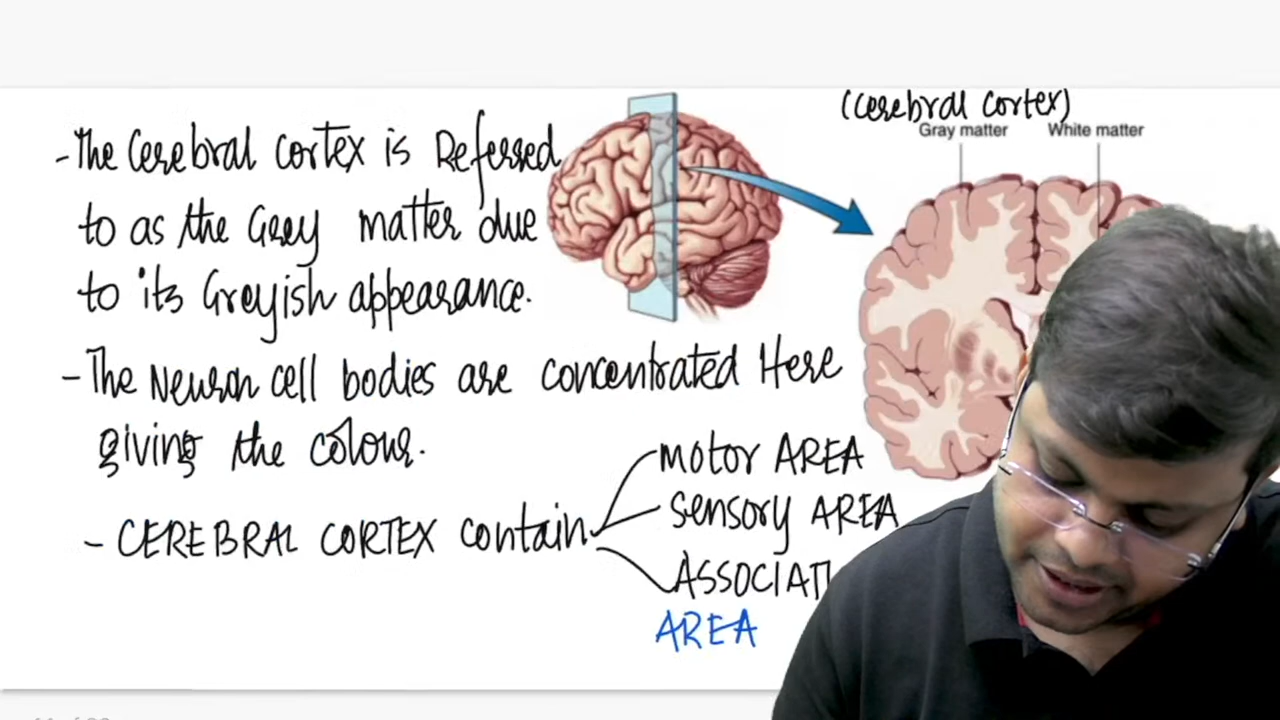 (cerebral cortex)
Gray matter White matter
-The Cerebral cortex is Referred
to as the Grey matter due
to its Greyish appearance.
- The Neuron cell bodies are concentrated Here
giving the colour.
- CEREBRAL CORTEX contain
motor AREA
sensory AREA
ASSOCIATI
AREA